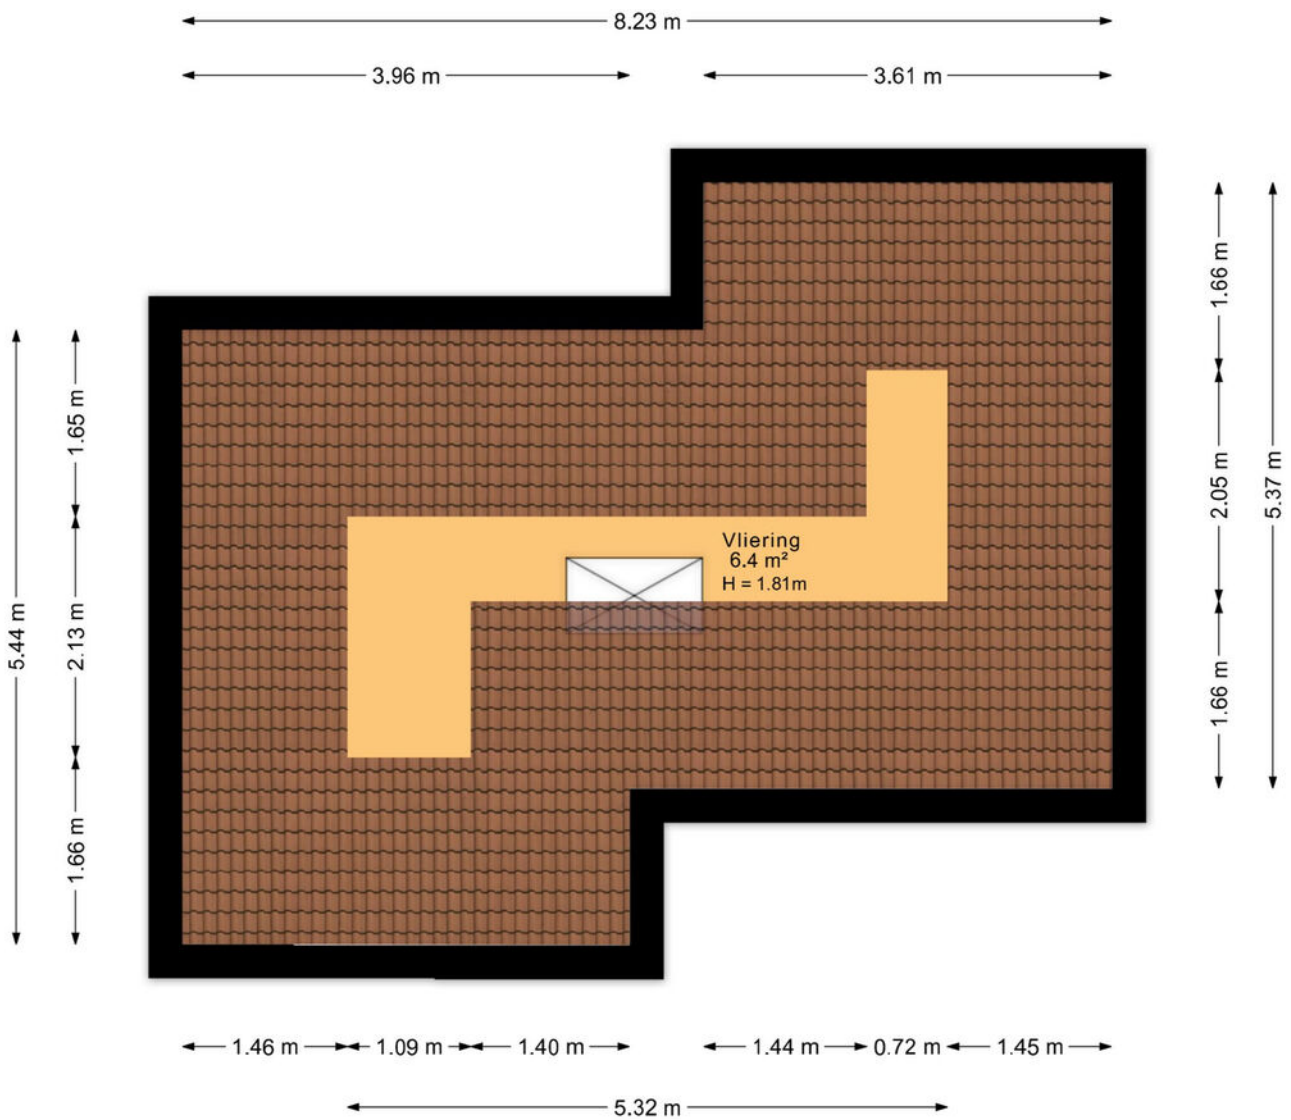 8.23 m
3.96 m
3.61 m
1.66 m
1.65 m
2.05 m
5.37 m
Vliering
6.4 m²
H = 1.81m
5.44 m
2.13 m
1.66 m
1.66 m
1.46 m
1.09 m
1.40 m
1.44 m
0.72 m
1.45 m
5.32 m